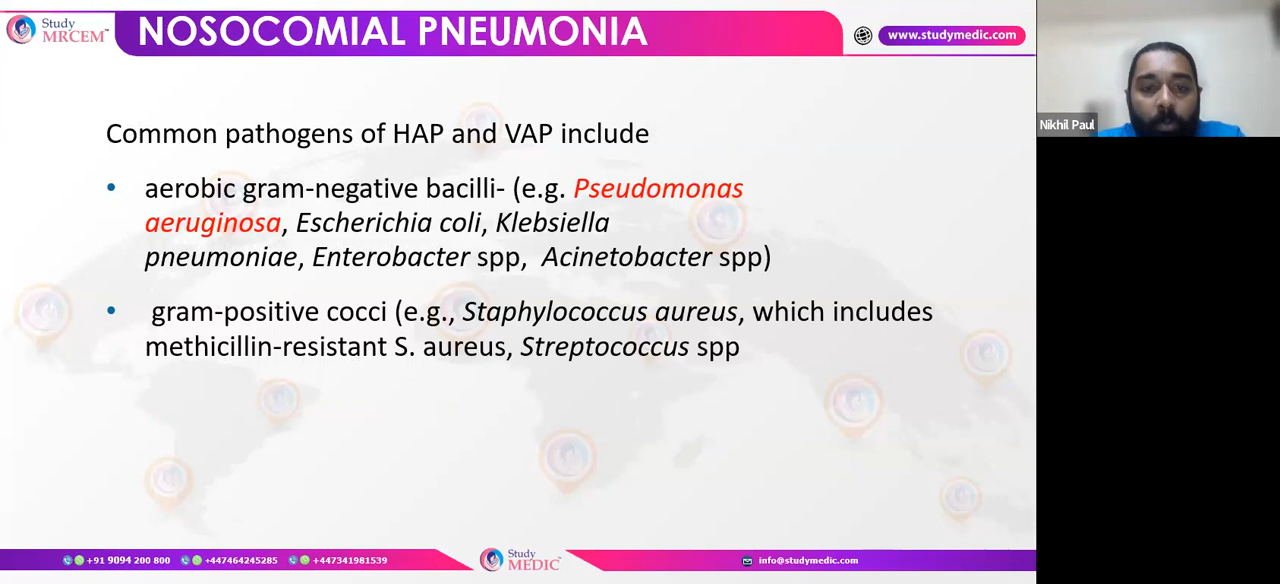 Study
MRCEM™
NOSOCOMIAL PNEUMONIA
www.studymedic.com
Nikhil Paul
Common pathogens of HAP and VAP include
• aerobic gram-negative bacilli- (e.g. Pseudomonas
aeruginosa, Escherichia coli, Klebsiella
pneumoniae, Enterobacter spp, Acinetobacter spp)
• gram-positive cocci (e.g., Staphylococcus aureus, which includes
methicillin-resistant S. aureus, Streptococcus spp
+91 9094 200 800 +447464245285 +447341981539
Study
MEDIC™
info@studymedic.com